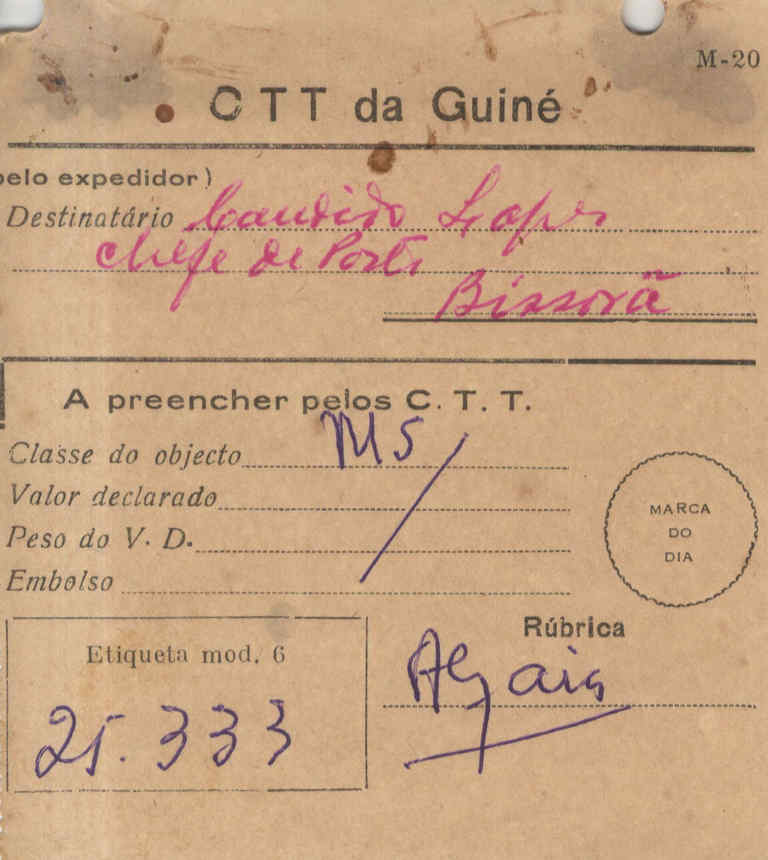 M-20
CTT da Guiné
pelo expedidor)
Destinatário Candido Lopes
chefe de Posto
Bissorã
A preencher pelos C. T. T.
Classe do objecto MS
Valor declarado
Peso do V. D.
Embolso
MARCA
DO
DIA
Rúbrica
Etiqueta mod. 6
25.333